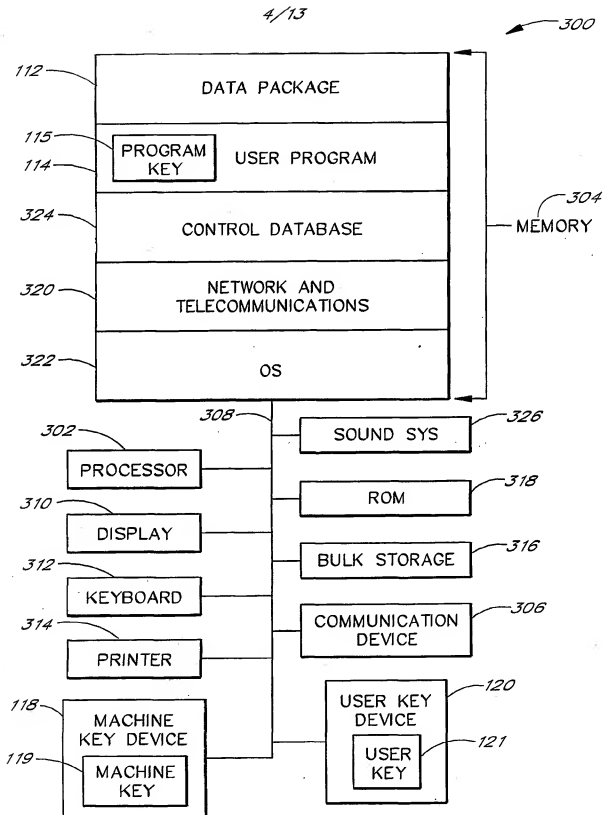 4/13
300
112
DATA PACKAGE
115
PROGRAM
KEY
USER PROGRAM
114
324
CONTROL DATABASE
304
MEMORY
320
NETWORK AND
TELECOMMUNICATIONS
322
OS
308
302
PROCESSOR
SOUND SYS
326
310
DISPLAY
ROM
318
312
KEYBOARD
BULK STORAGE
316
314
PRINTER
COMMUNICATION
DEVICE
306
118
MACHINE
KEY DEVICE
119
MACHINE
KEY
USER KEY
DEVICE
120
USER
KEY
121